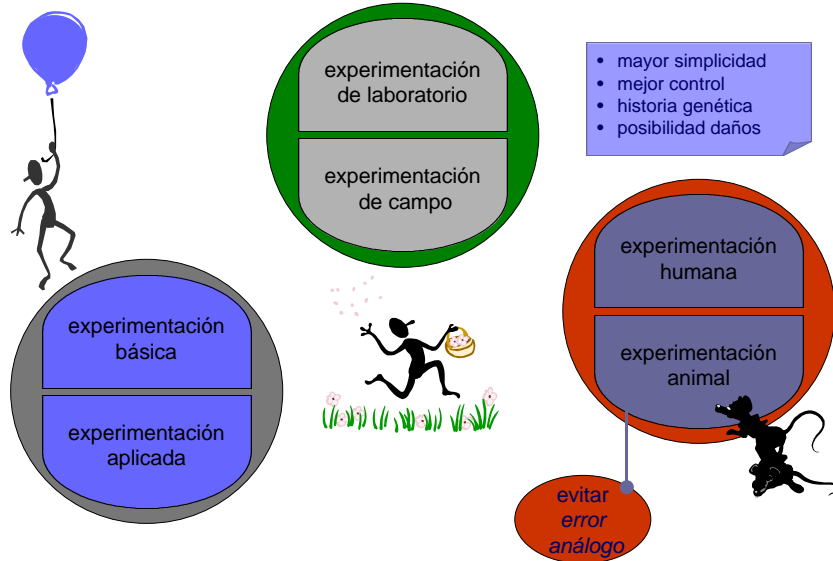 experimentación
de laboratorio
experimentación
de campo
• mayor simplicidad
• mejor control
• historia genética
• posibilidad daños
experimentación
humana
experimentación
animal
experimentación
básica
experimentación
aplicada
evitar
error
análogo